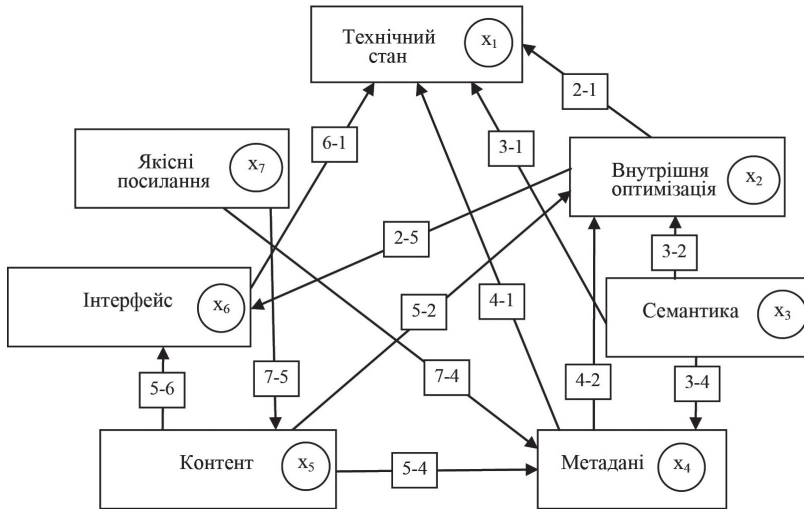 Технічний
стан
x₁
2-1
6-1
3-1
Якісні
посилання
x₇
Внутрішня
оптимізація
x₂
2-5
3-2
Інтерфейс
x₆
5-2
4-1
Семантика
x₃
5-6
7-5
7-4
4-2
3-4
Контент
x₅
5-4
Метадані
x₄